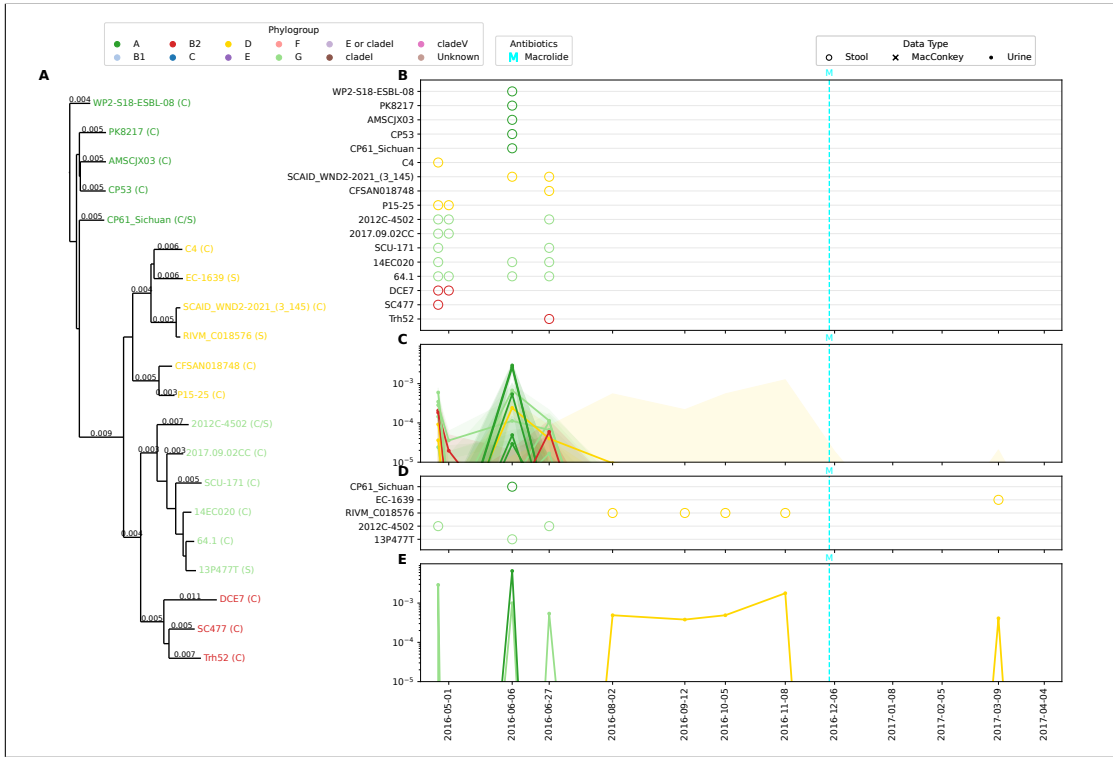 Phylogroup
A B2 D F E or cladeI cladeV
B1 C E G cladeI Unknown
Antibiotics
M Macrolide
Data Type
Stool MacConkey Urine
A
0.004 WP2-S18-ESBL-08 (C)
0.005 PK8217 (C)
0.005 AMSCJX03 (C)
0.005 CP53 (C)
0.005 CP61_Sichuan (C/S)
0.006 C4 (C)
0.006 EC-1639 (S)
0.004
SCAID_WND2-2021_(3_145) (C)
0.005
RIVM_C018576 (S)
CFSAN018748 (C)
0.005
0.003 P15-25 (C)
0.007 2012C-4502 (C/S)
0.009
0.003
0.003 2017.09.02CC (C)
0.005 SCU-171 (C)
14EC020 (C)
0.004
64.1 (C)
13P477T (S)
0.011 DCE7 (C)
0.005
0.005 SC477 (C)
0.007 Trh52 (C)
B
M
WP2-S18-ESBL-08
PK8217
AMSCJX03
CP53
CP61_Sichuan
C4
SCAID_WND2-2021_(3_145)
CFSAN018748
P15-25
2012C-4502
2017.09.02CC
SCU-171
14EC020
64.1
DCE7
SC477
Trh52
C
M
10⁻³
10⁻⁴
10⁻⁵
D
M
CP61_Sichuan
EC-1639
RIVM_C018576
2012C-4502
13P477T
E
M
10⁻³
10⁻⁴
10⁻⁵
2016-05-01
2016-06-06
2016-06-27
2016-08-02
2016-09-12
2016-10-05
2016-11-08
2016-12-06
2017-01-08
2017-02-05
2017-03-09
2017-04-04